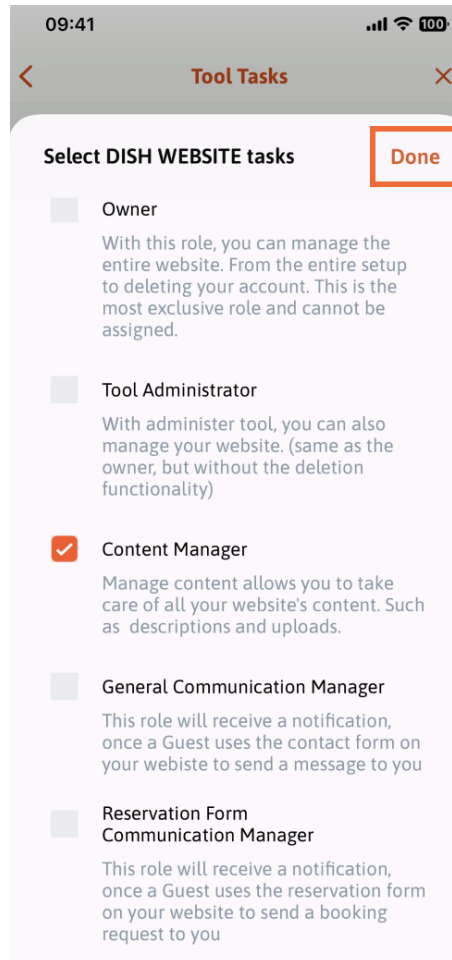 09:41
100
Tool Tasks
Select DISH WEBSITE tasks
Done
Owner
With this role, you can manage the
entire website. From the entire setup
to deleting your account. This is the
most exclusive role and cannot be
assigned.
Tool Administrator
With administer tool, you can also
manage your website. (same as the
owner, but without the deletion
functionality)
Content Manager
Manage content allows you to take
care of all your website's content. Such
as descriptions and uploads.
General Communication Manager
This role will receive a notification,
once a Guest uses the contact form on
your webiste to send a message to you
Reservation Form
Communication Manager
This role will receive a notification,
once a Guest uses the reservation form
on your website to send a booking
request to you